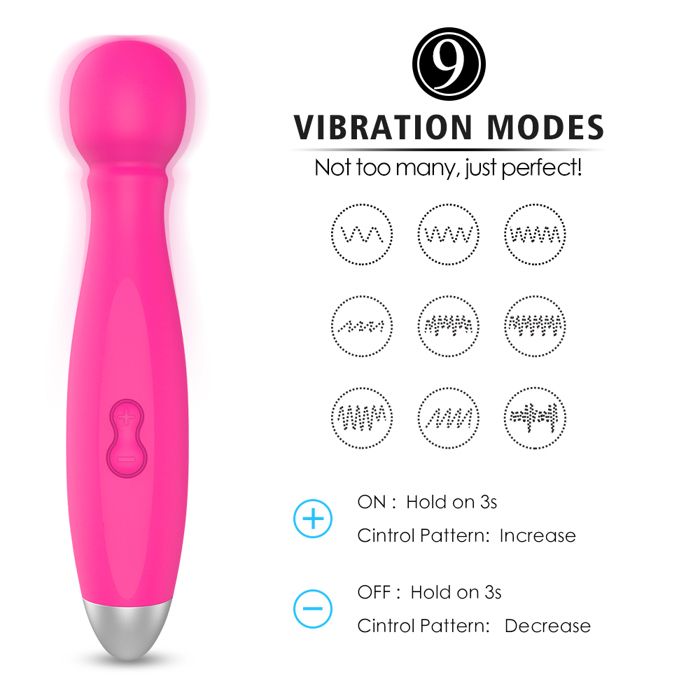 9
VIBRATION MODES
Not too many, just perfect!
ON : Hold on 3s
Cintrol Pattern: Increase
OFF : Hold on 3s
Cintrol Pattern: Decrease